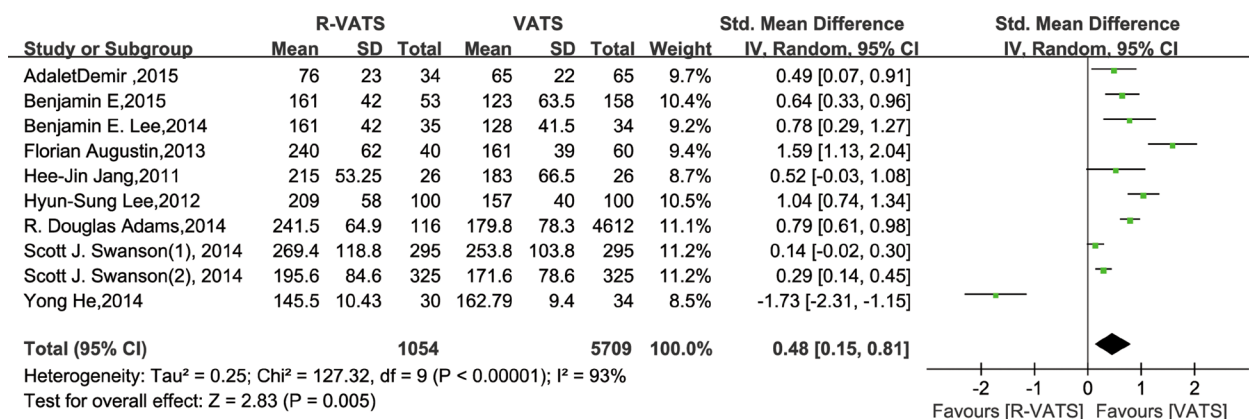 R-VATS VATS Std. Mean Difference Std. Mean Difference
Study or Subgroup Mean SD Total Mean SD Total Weight IV, Random, 95% CI IV, Random, 95% CI
AdaletDemir ,2015 76 23 34 65 22 65 9.7% 0.49 [0.07, 0.91]
Benjamin E,2015 161 42 53 123 63.5 158 10.4% 0.64 [0.33, 0.96]
Benjamin E. Lee,2014 161 42 35 128 41.5 34 9.2% 0.78 [0.29, 1.27]
Florian Augustin,2013 240 62 40 161 39 60 9.4% 1.59 [1.13, 2.04]
Hee-Jin Jang,2011 215 53.25 26 183 66.5 26 8.7% 0.52 [-0.03, 1.08]
Hyun-Sung Lee,2012 209 58 100 157 40 100 10.5% 1.04 [0.74, 1.34]
R. Douglas Adams,2014 241.5 64.9 116 179.8 78.3 4612 11.1% 0.79 [0.61, 0.98]
Scott J. Swanson(1), 2014 269.4 118.8 295 253.8 103.8 295 11.2% 0.14 [-0.02, 0.30]
Scott J. Swanson(2), 2014 195.6 84.6 325 171.6 78.6 325 11.2% 0.29 [0.14, 0.45]
Yong He,2014 145.5 10.43 30 162.79 9.4 34 8.5% -1.73 [-2.31, -1.15]
Total (95% CI) 1054 5709 100.0% 0.48 [0.15, 0.81]
Heterogeneity: Tau² = 0.25; Chi² = 127.32, df = 9 (P < 0.00001); I² = 93%
Test for overall effect: Z = 2.83 (P = 0.005)
-2 -1 0 1 2
Favours [R-VATS] Favours [VATS]